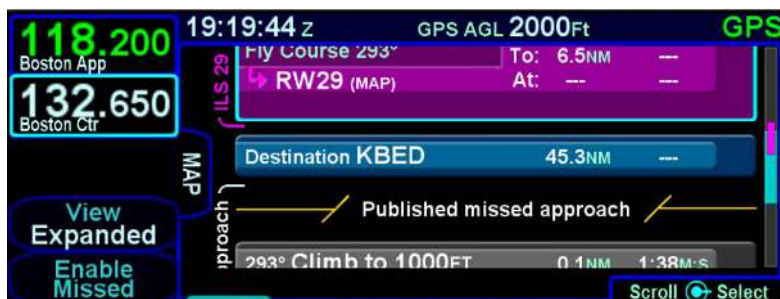 118.200
Boston App
132.650
Boston Ctr
19:19:44 Z
GPS AGL 2000Ft
GPS
MAP
View
Expanded
Enable
Missed
ILS 29
Fly Course 293°
To: 6.5NM ---
RW29 (MAP)
At: --- ---
Destination KBED 45.3NM ---
Published missed approach
293° Climb to 1000FT 0.1NM 1:38M:S
Scroll Select